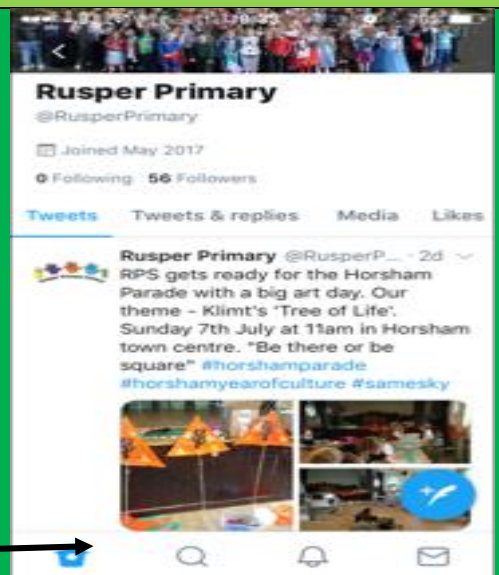 Rusper Primary
@RusperPrimary
Joined May 2017
0 Following 56 Followers
Tweets Tweets & replies Media Likes
Rusper Primary @RusperP... · 2d
RPS gets ready for the Horsham
Parade with a big art day. Our
theme - Klimt's 'Tree of Life'.
Sunday 7th July at 11am in Horsham
town centre. "Be there or be
square" #horshamparade
#horshamyearofculture #samesky